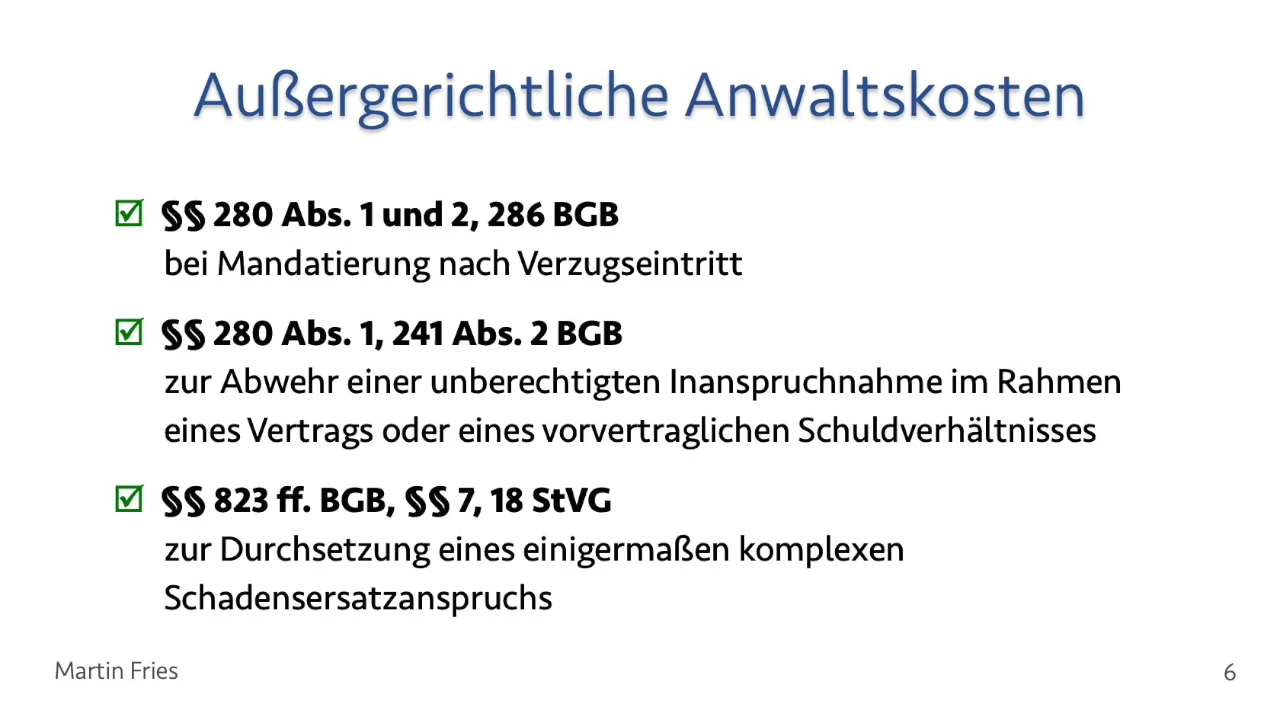 Außergerichtliche Anwaltskosten
§§ 280 Abs. 1 und 2, 286 BGB
bei Mandatierung nach Verzugseintritt
§§ 280 Abs. 1, 241 Abs. 2 BGB
zur Abwehr einer unberechtigten Inanspruchnahme im Rahmen
eines Vertrags oder eines vorvertraglichen Schuldverhältnisses
§§ 823 ff. BGB, §§ 7, 18 StVG
zur Durchsetzung eines einigermaßen komplexen
Schadensersatzanspruchs
Martin Fries
6